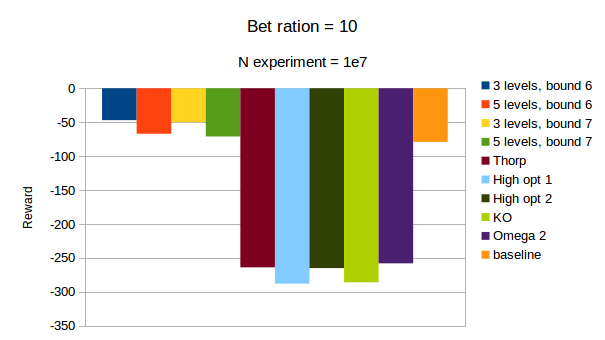 Bet ration = 10
N experiment = 1e7
0
-50
-100
-150
-200
-250
-300
-350
Reward
3 levels, bound 6
5 levels, bound 6
3 levels, bound 7
5 levels, bound 7
Thorp
High opt 1
High opt 2
KO
Omega 2
baseline